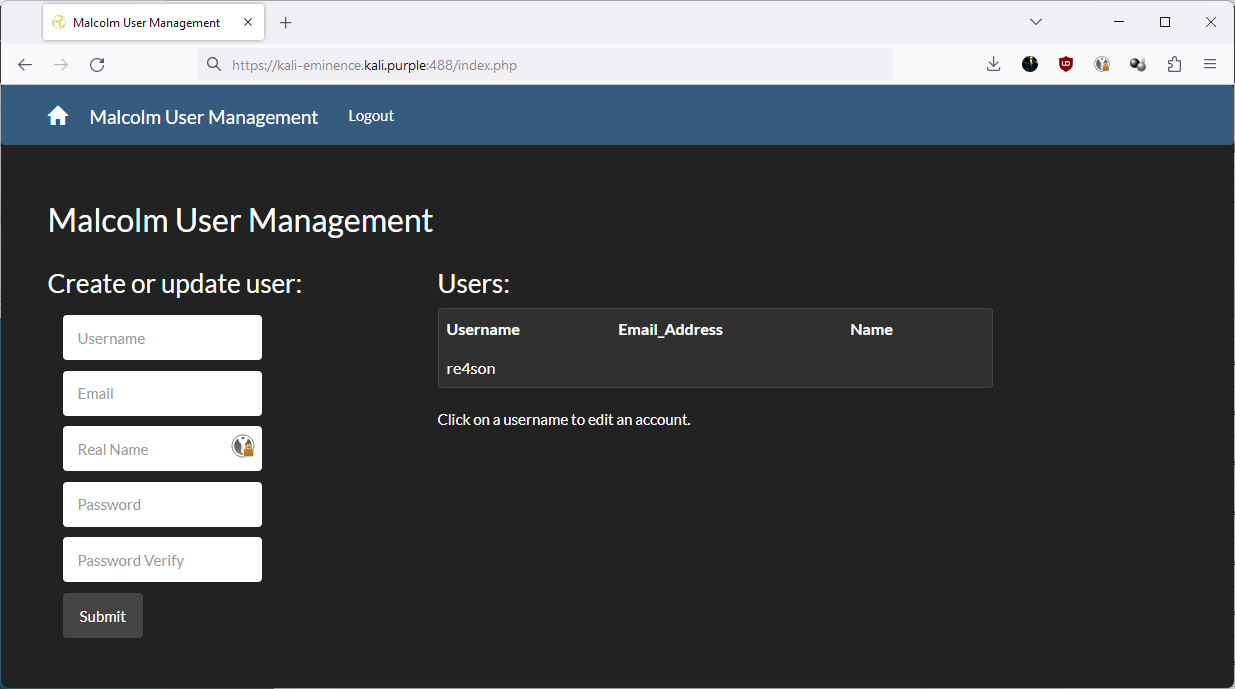 Malcolm User Management
https://kali-eminence.kali.purple:488/index.php
Malcolm User Management Logout
Malcolm User Management
Create or update user:
Username
Email
Real Name
Password
Password Verify
Submit
Users:
Username Email_Address Name
re4son
Click on a username to edit an account.